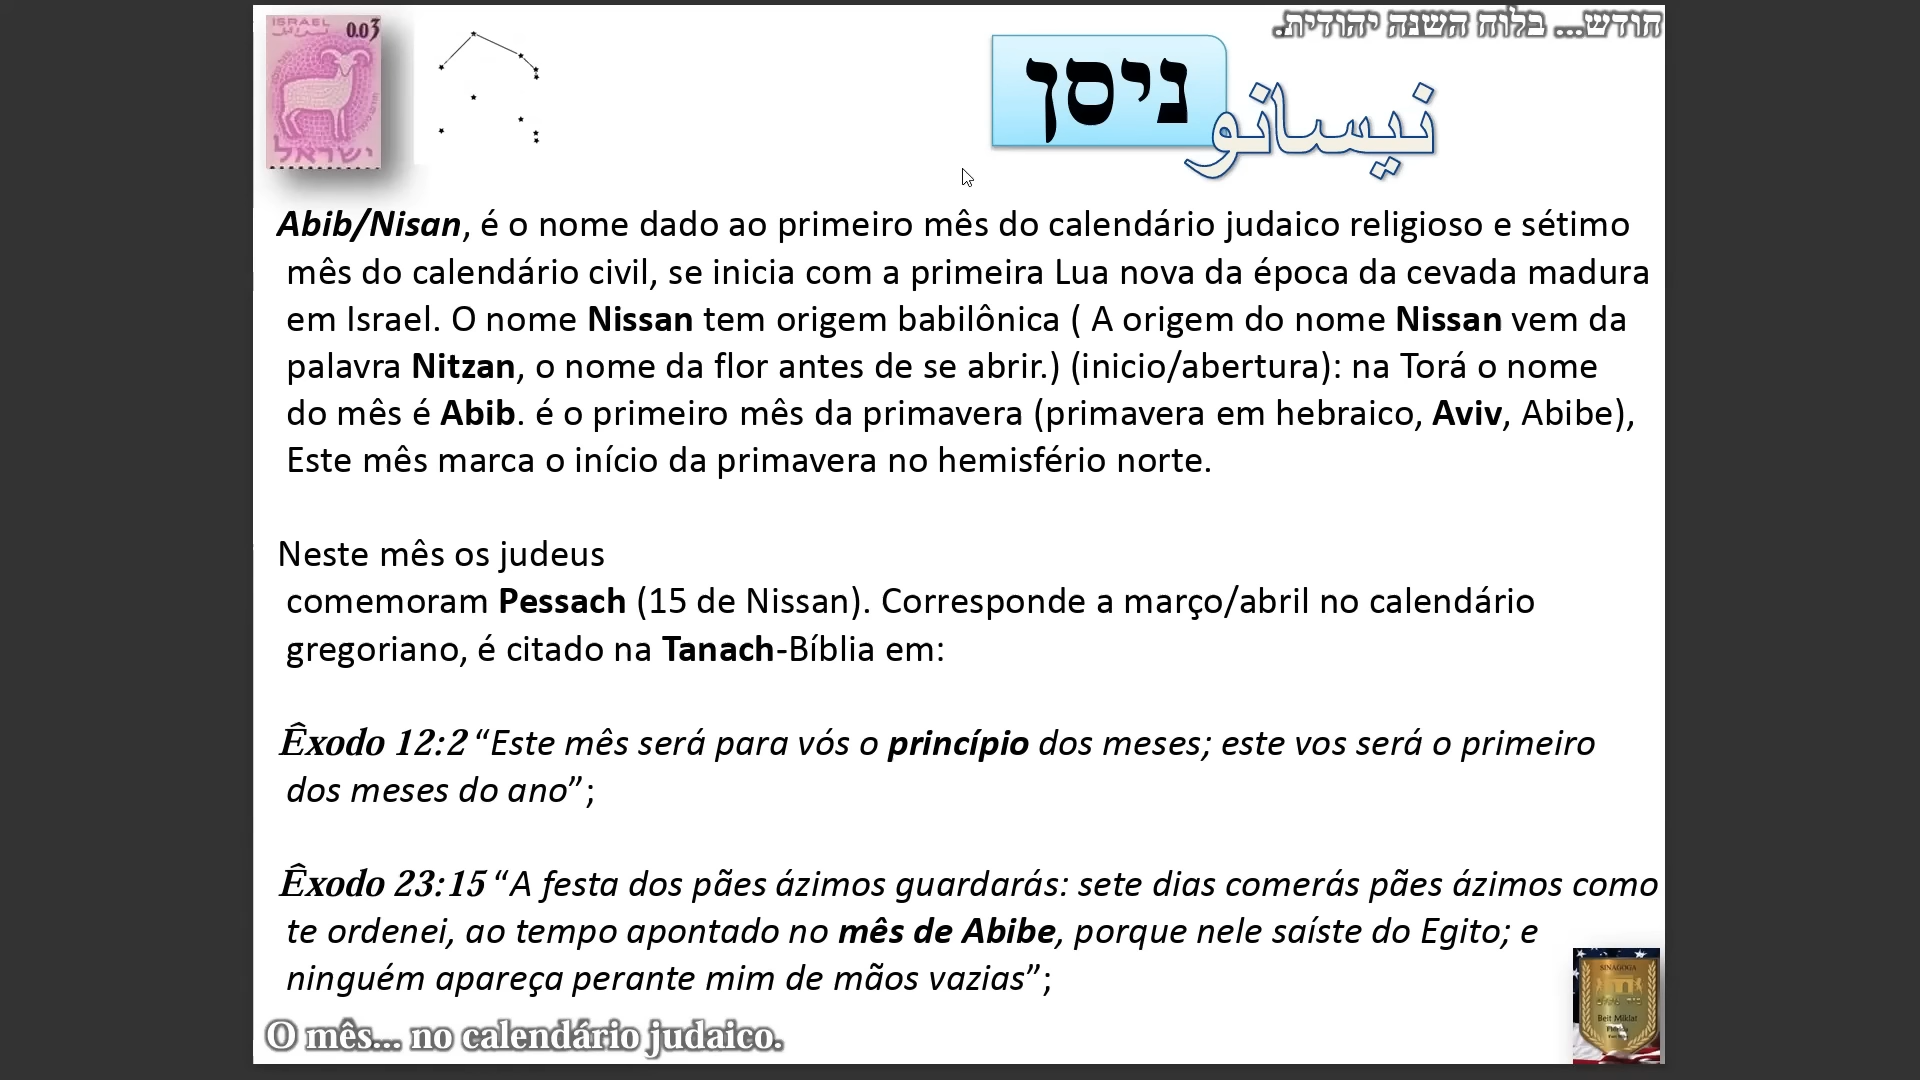 ISRAEL 0.03
اسرائيل
ישראל
חודש... בלוח השנה יהודית.
ניסן
نيسانو
Abib/Nisan, é o nome dado ao primeiro mês do calendário judaico religioso e sétimo
mês do calendário civil, se inicia com a primeira Lua nova da época da cevada madura
em Israel. O nome Nissan tem origem babilônica ( A origem do nome Nissan vem da
palavra Nitzan, o nome da flor antes de se abrir.) (inicio/abertura): na Torá o nome
do mês é Abib. é o primeiro mês da primavera (primavera em hebraico, Aviv, Abibe),
Este mês marca o início da primavera no hemisfério norte.
Neste mês os judeus
comemoram Pessach (15 de Nissan). Corresponde a março/abril no calendário
gregoriano, é citado na Tanach-Bíblia em:
Êxodo 12:2 “Este mês será para vós o princípio dos meses; este vos será o primeiro
dos meses do ano”;
Êxodo 23:15 “A festa dos pães ázimos guardarás: sete dias comerás pães ázimos como
te ordenei, ao tempo apontado no mês de Abibe, porque nele saíste do Egito; e
ninguém apareça perante mim de mãos vazias”;
O mês... no calendário judaico.
SINAGOGA
Beit Miklat